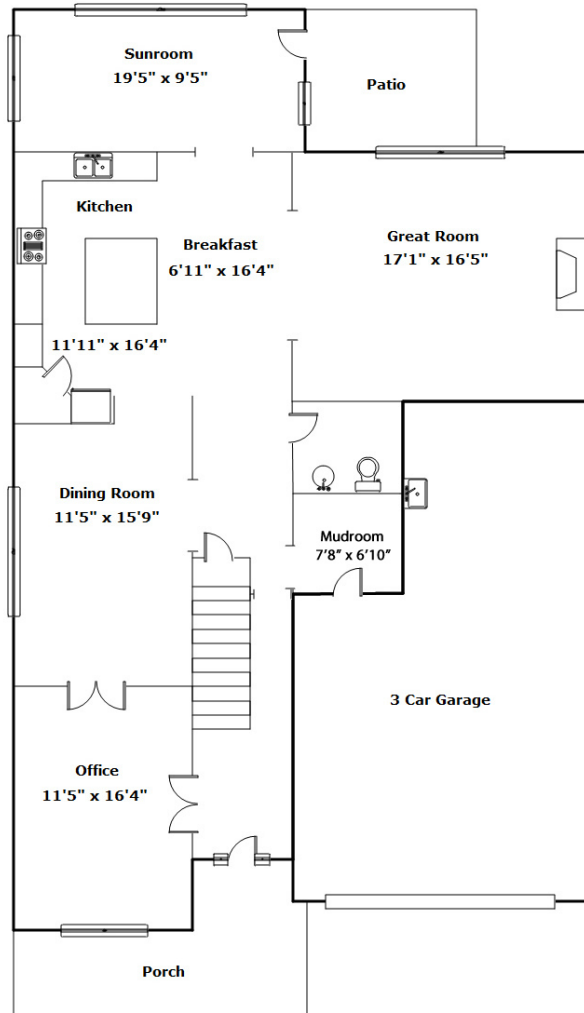 Sunroom
19'5" x 9'5"
Patio
Kitchen
Breakfast
6'11" x 16'4"
Great Room
17'1" x 16'5"
11'11" x 16'4"
Dining Room
11'5" x 15'9"
Mudroom
7'8" x 6'10"
3 Car Garage
Office
11'5" x 16'4"
Porch